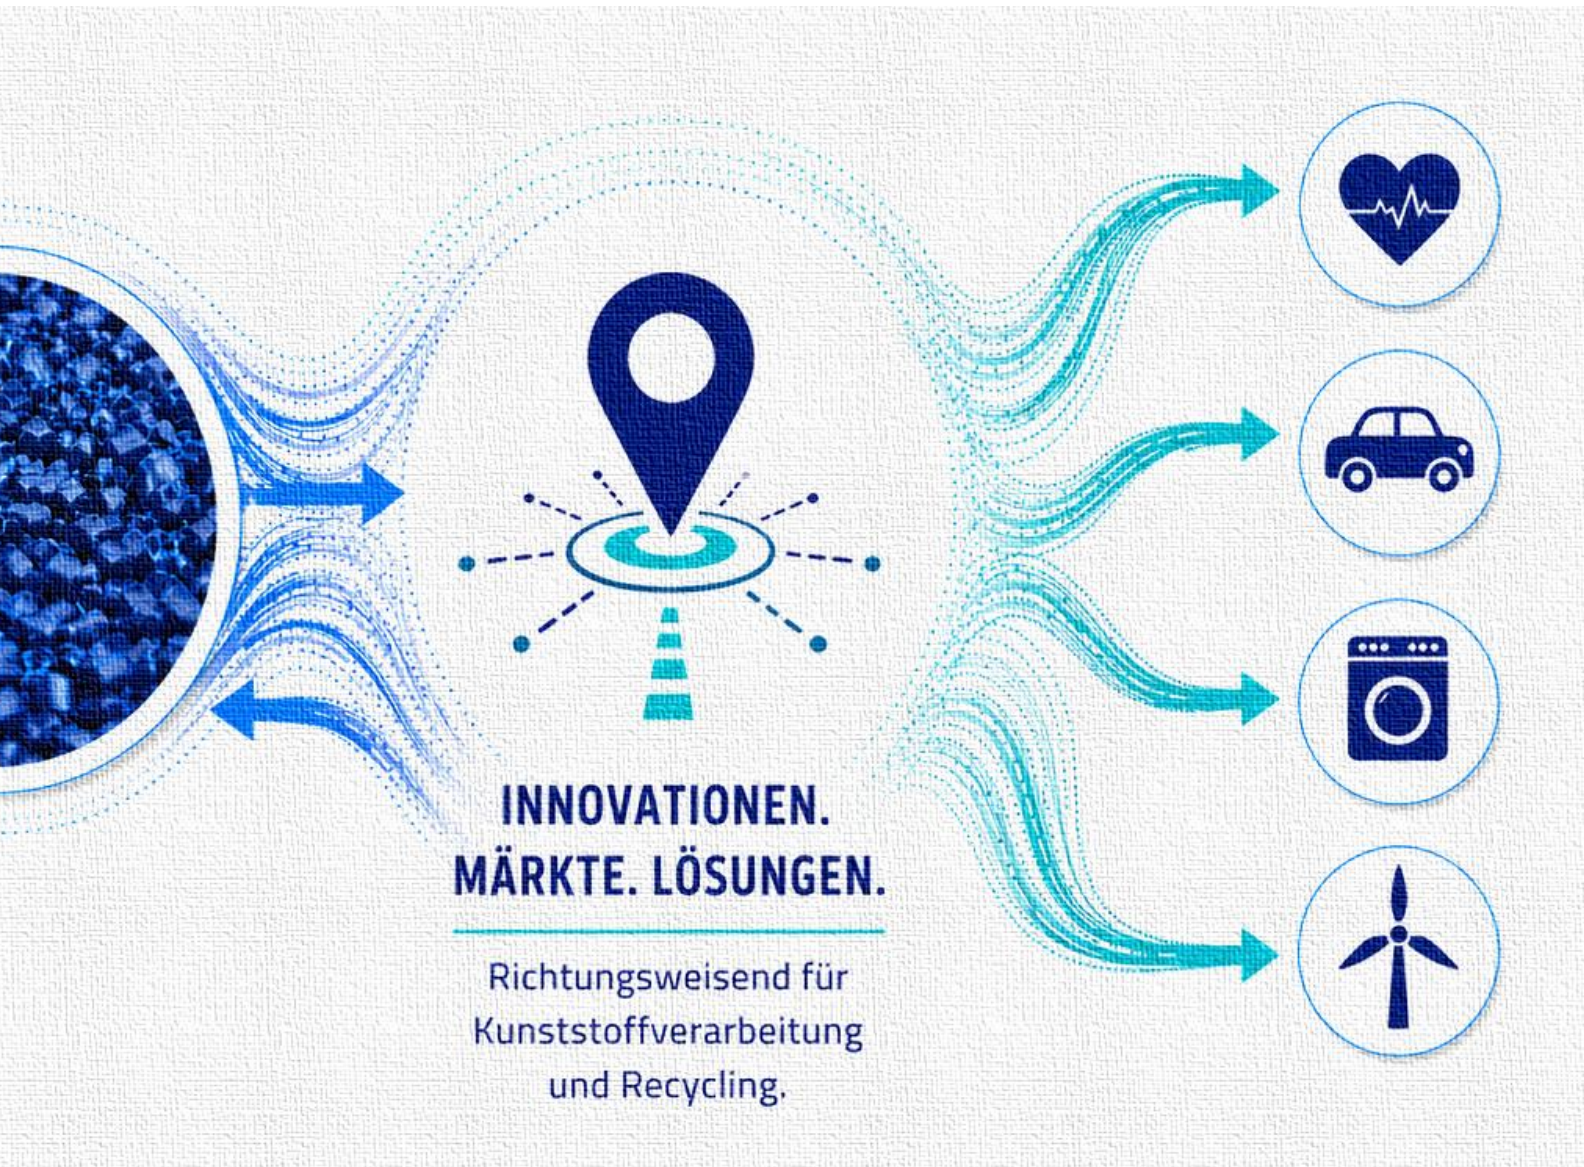 INNOVATIONEN.
MÄRKTE. LÖSUNGEN.
Richtungsweisend für
Kunststoffverarbeitung
und Recycling.